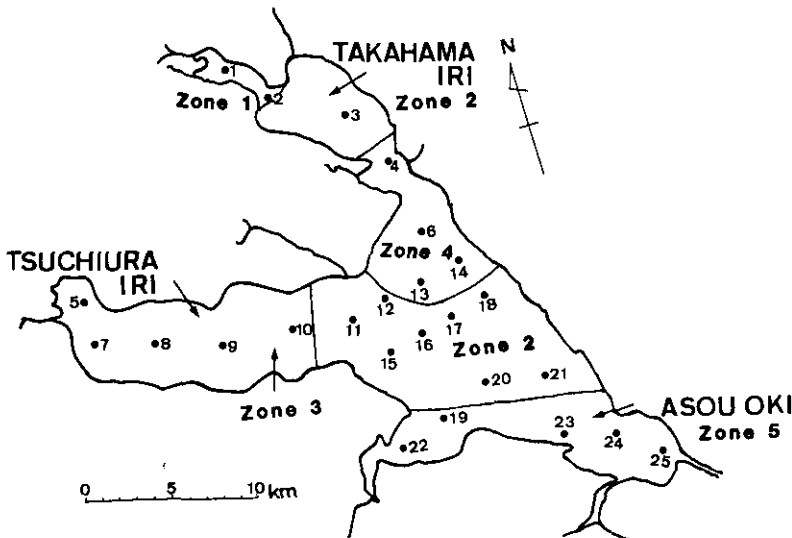 N
TAKAHAMA
IRI
Zone 1
Zone 2
1
2
3
4
6
Zone 4
14
13
TSUCHIURA
IRI
5
7
8
9
10
12
11
18
17
16
15
Zone 2
20
21
Zone 3
19
22
23
24
25
ASOU OKI
Zone 5
0 5 10 km